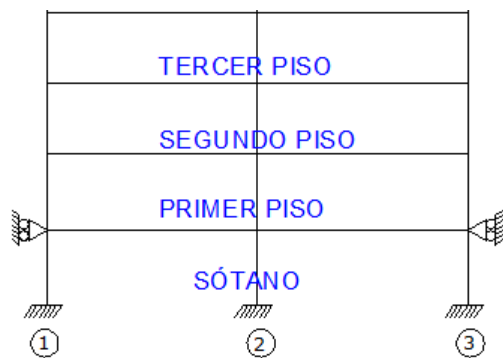 TERCER PISO
SEGUNDO PISO
PRIMER PISO
SÓTANO
1 2 3